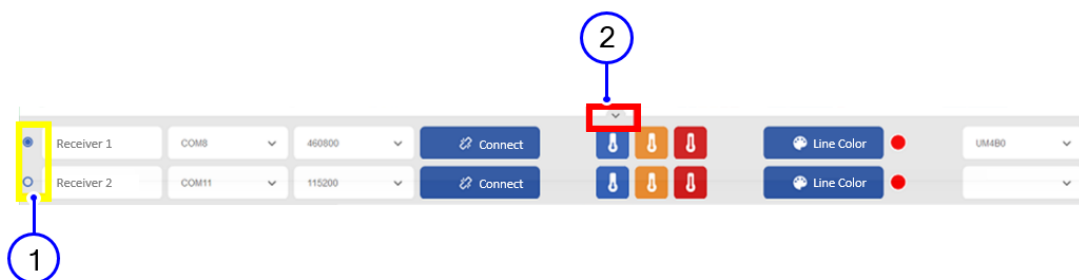 2
Receiver 1 COM8 460800 Connect Line Color UM4B0
Receiver 2 COM11 115200 Connect Line Color
1